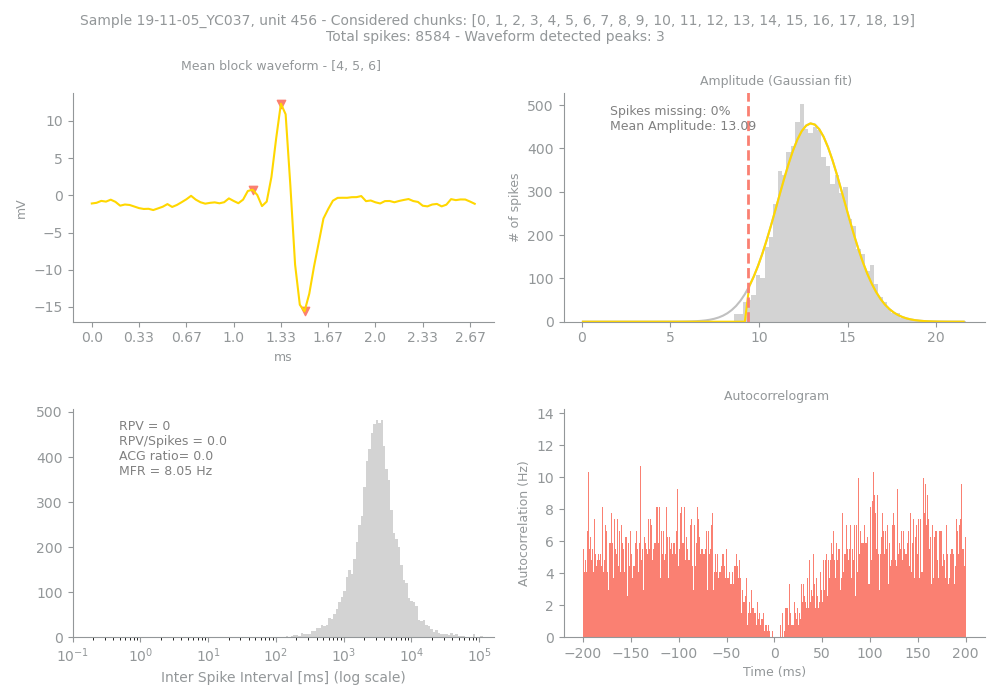 Sample 19-11-05_YC037, unit 456 - Considered chunks: [0, 1, 2, 3, 4, 5, 6, 7, 8, 9, 10, 11, 12, 13, 14, 15, 16, 17, 18, 19]
Total spikes: 8584 - Waveform detected peaks: 3
Mean block waveform - [4, 5, 6]
10
5
0
−5
−10
−15
mV
0.0 0.33 0.67 1.0 1.33 1.67 2.0 2.33 2.67
ms
Amplitude (Gaussian fit)
Spikes missing: 0%
Mean Amplitude: 13.09
500
400
300
200
100
0
# of spikes
0 5 10 15 20
RPV = 0
RPV/Spikes = 0.0
ACG ratio= 0.0
MFR = 8.05 Hz
500
400
300
200
100
0
10⁻¹ 10⁰ 10¹ 10² 10³ 10⁴ 10⁵
Inter Spike Interval [ms] (log scale)
Autocorrelogram
14
12
10
8
6
4
2
0
Autocorrelation (Hz)
−200 −150 −100 −50 0 50 100 150 200
Time (ms)